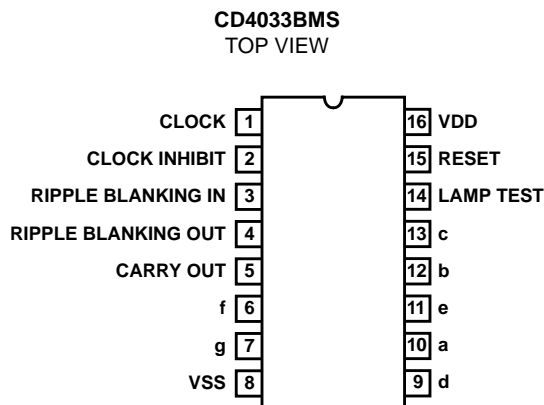 CD4033BMS
TOP VIEW
CLOCK 1 16 VDD
CLOCK INHIBIT 2 15 RESET
RIPPLE BLANKING IN 3 14 LAMP TEST
RIPPLE BLANKING OUT 4 13 c
CARRY OUT 5 12 b
f 6 11 e
g 7 10 a
VSS 8 9 d